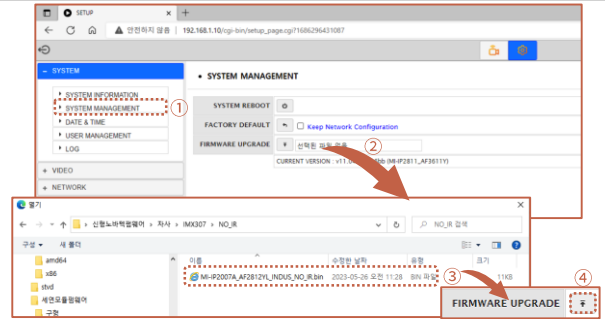 SETUP
안전하지 않음 | 192.168.1.10/cgi-bin/setup_page.cgi?1686296431087
SYSTEM
SYSTEM INFORMATION
SYSTEM MANAGEMENT
DATE & TIME
USER MANAGEMENT
LOG
+ VIDEO
+ NETWORK
①
• SYSTEM MANAGEMENT
SYSTEM REBOOT
FACTORY DEFAULT
Keep Network Configuration
FIRMWARE UPGRADE
선택된 파일 없음
②
CURRENT VERSION : (MI-IP2811_AF3611Y)
열기
신형노바백펌웨어 > 자사 > IMX307 > NO_IR
NO_IR 검색
구성 ▾ 새 폴더
amd64
x86
stvd
세연모듈펌웨어
구형
이름 수정한 날짜 유형 크기
MI-IP2007A_AF2812YL_INDUS_NO_IR.bin 2023-05-26 오전 11:28 BIN 파일 11KB
③
④
FIRMWARE UPGRADE